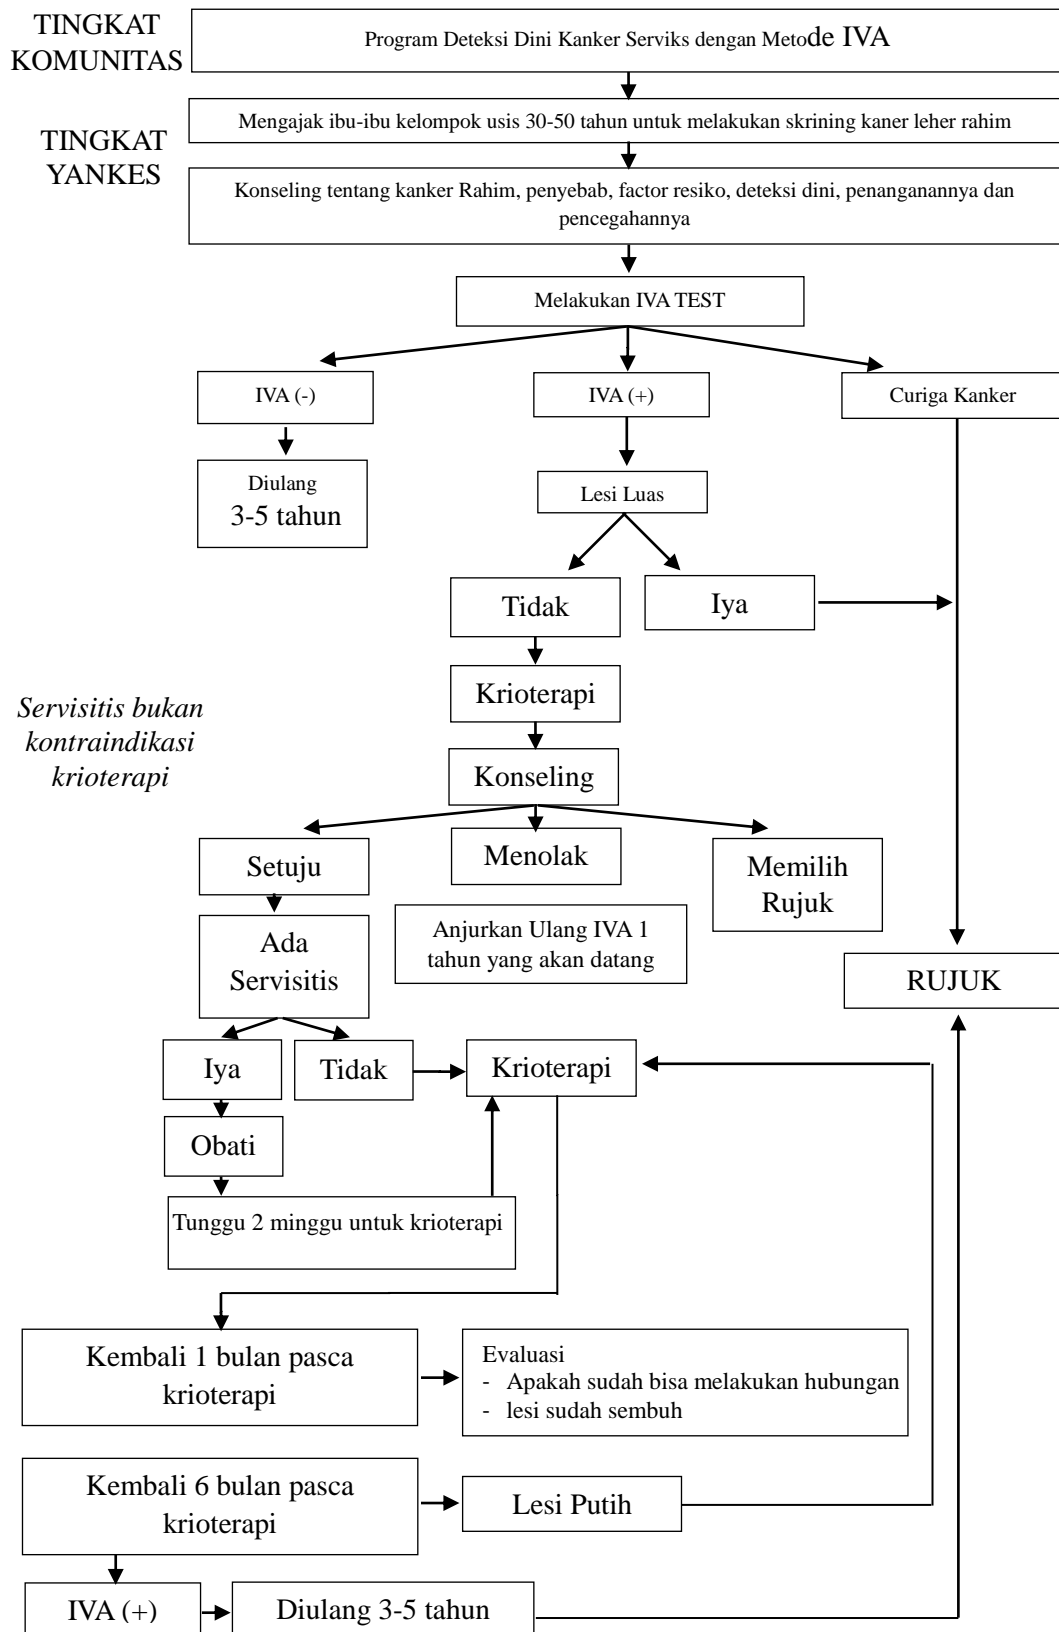 TINGKAT
KOMUNITAS
Program Deteksi Dini Kanker Serviks dengan Metode IVA
TINGKAT
YANKES
Mengajak ibu-ibu kelompok usis 30-50 tahun untuk melakukan skrining kaner leher rahim
Konseling tentang kanker Rahim, penyebab, factor resiko, deteksi dini, penanganannya dan
pencegahannya
Melakukan IVA TEST
IVA (-)
IVA (+)
Curiga Kanker
Diulang
3-5 tahun
Lesi Luas
Tidak
Iya
Krioterapi
Servisitis bukan
kontraindikasi
krioterapi
Konseling
Setuju
Menolak
Memilih
Rujuk
Ada
Servisitis
Anjurkan Ulang IVA 1
tahun yang akan datang
RUJUK
Iya
Tidak
Krioterapi
Obati
Tunggu 2 minggu untuk krioterapi
Kembali 1 bulan pasca
krioterapi
Evaluasi
- Apakah sudah bisa melakukan hubungan
- lesi sudah sembuh
Kembali 6 bulan pasca
krioterapi
Lesi Putih
IVA (+)
Diulang 3-5 tahun